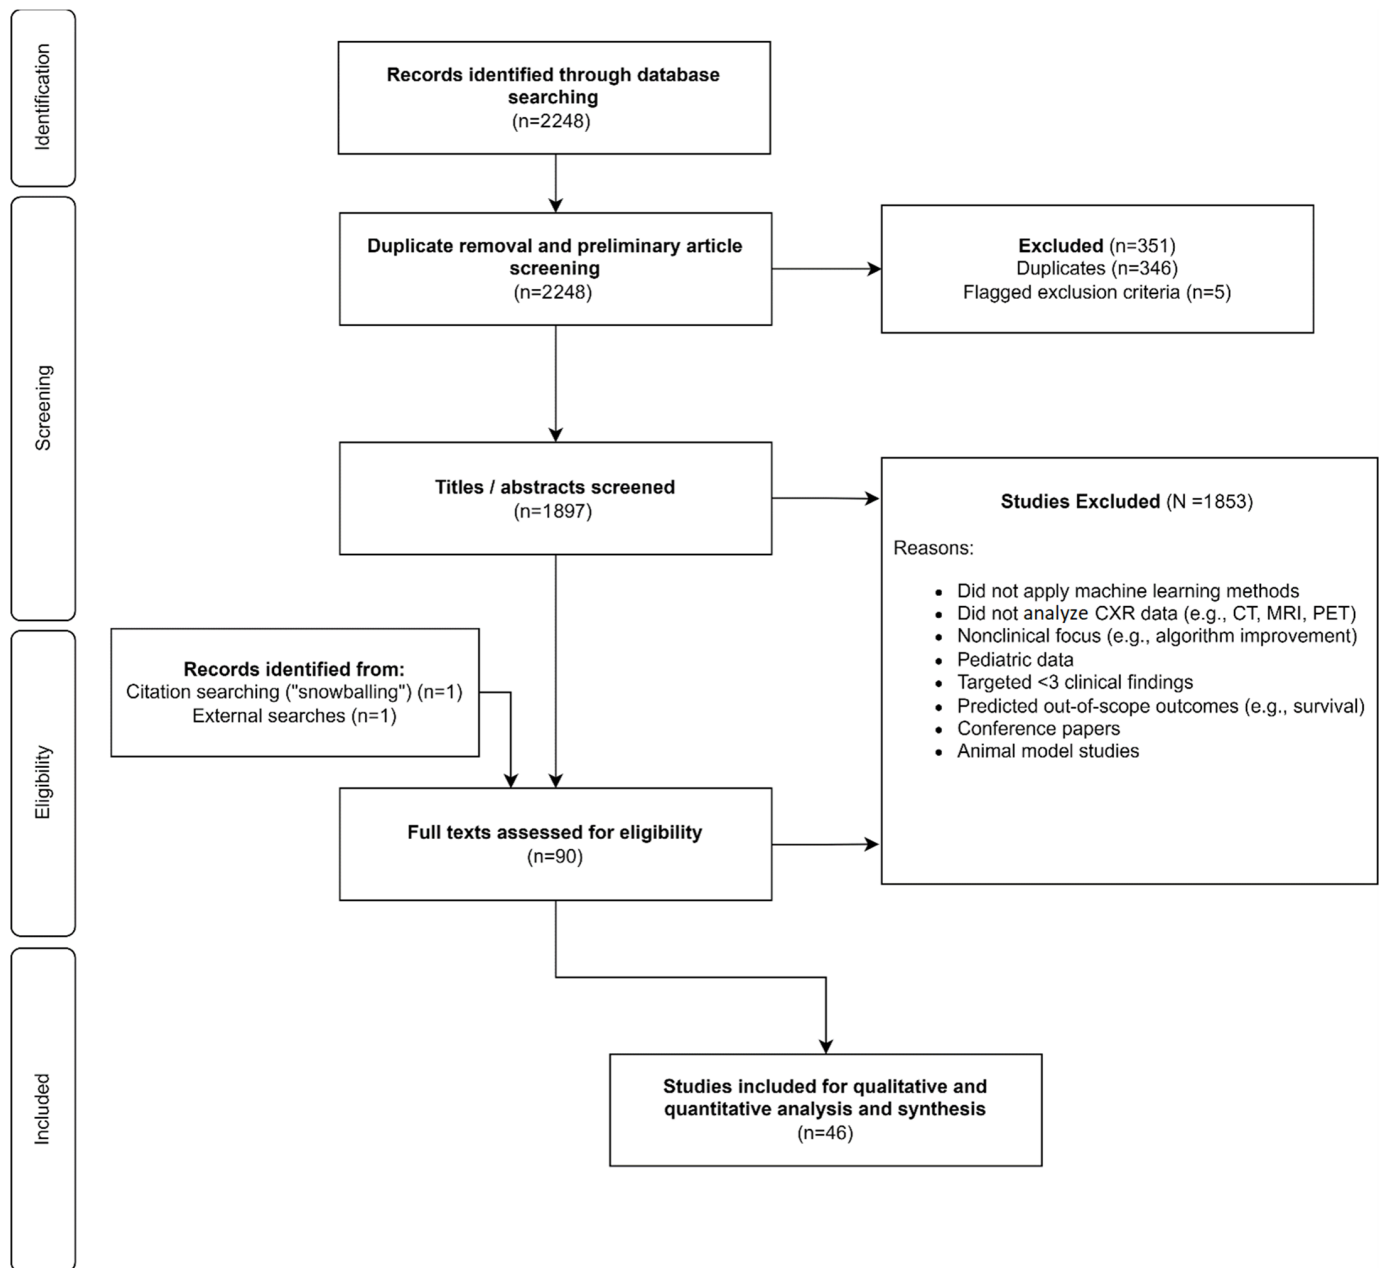 Identification
Records identified through database
searching
(n=2248)
Screening
Duplicate removal and preliminary article
screening
(n=2248)
Excluded (n=351)
Duplicates (n=346)
Flagged exclusion criteria (n=5)
Titles / abstracts screened
(n=1897)
Studies Excluded (N =1853)
Reasons:
• Did not apply machine learning methods
• Did not analyze CXR data (e.g., CT, MRI, PET)
• Nonclinical focus (e.g., algorithm improvement)
• Pediatric data
• Targeted <3 clinical findings
• Predicted out-of-scope outcomes (e.g., survival)
• Conference papers
• Animal model studies
Eligibility
Records identified from:
Citation searching ("snowballing") (n=1)
External searches (n=1)
Full texts assessed for eligibility
(n=90)
Included
Studies included for qualitative and
quantitative analysis and synthesis
(n=46)